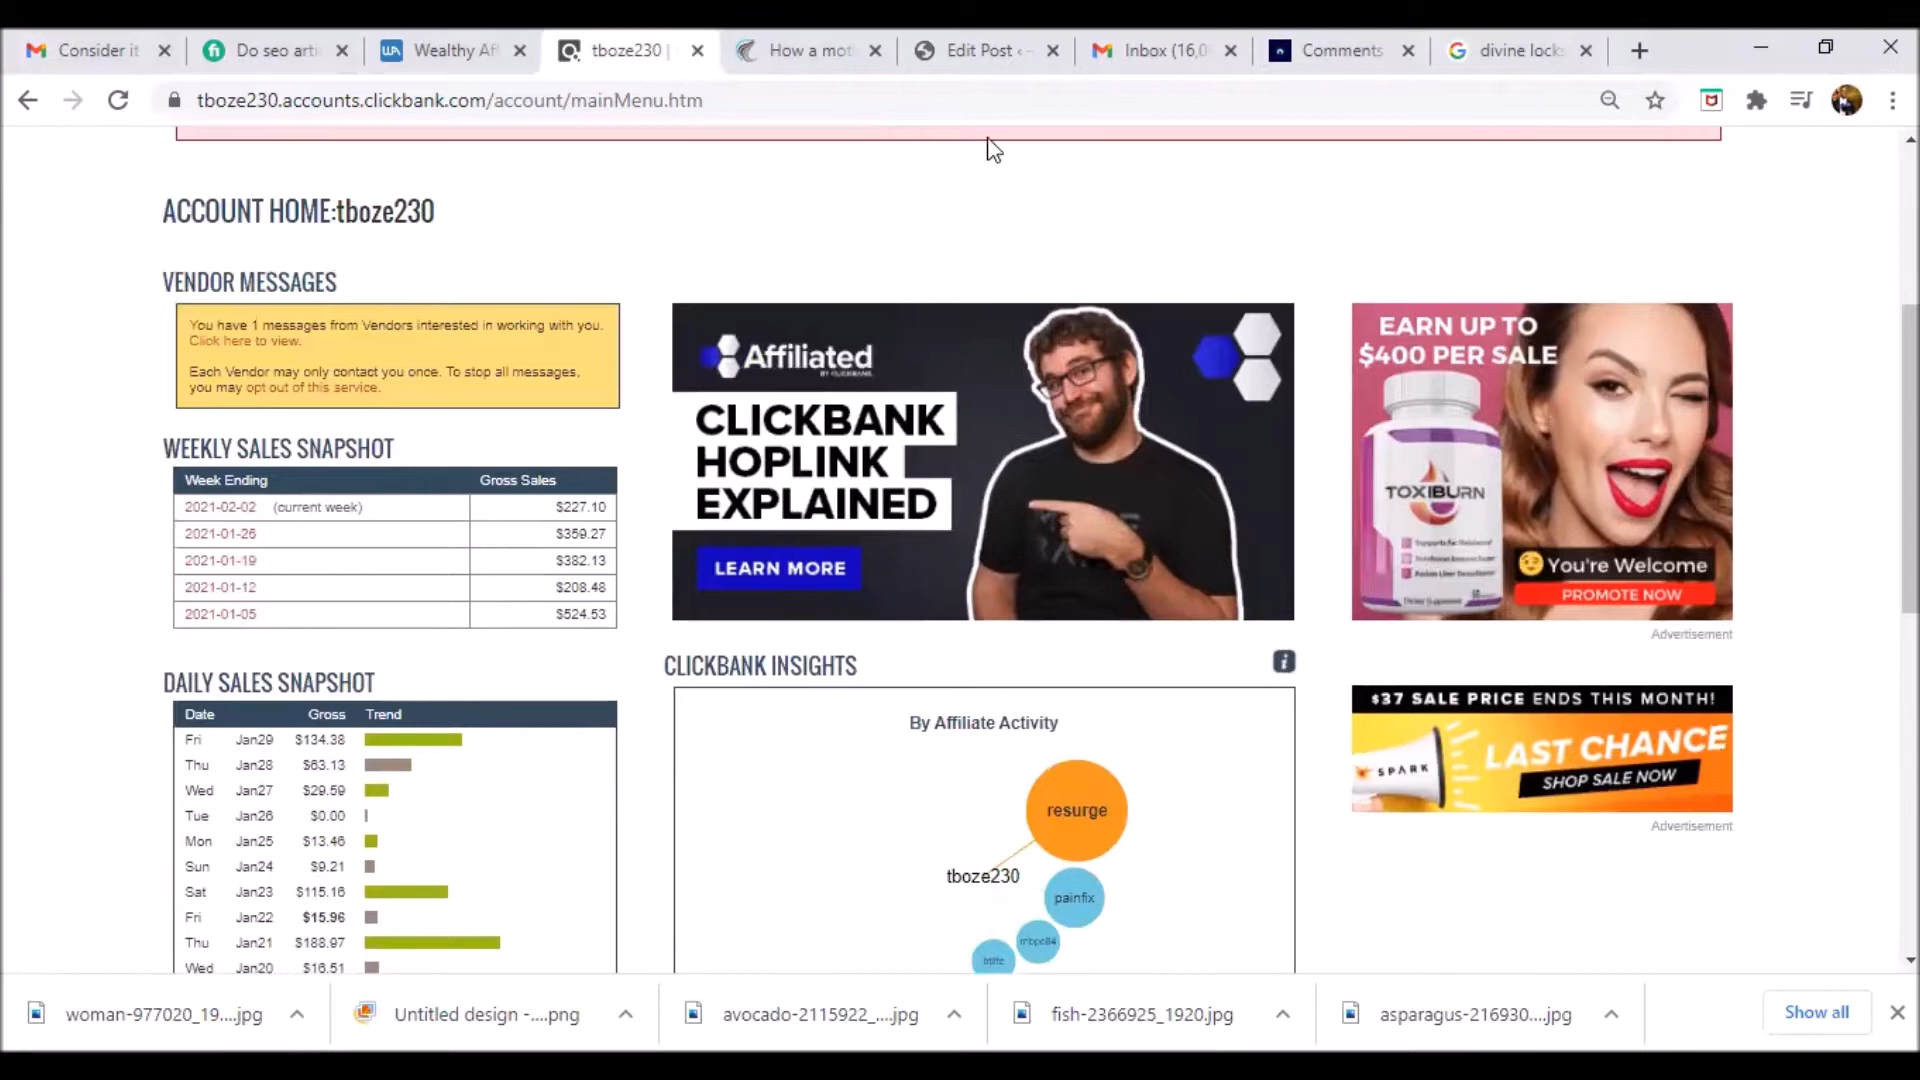 Consider it
Do seo arti
Wealthy Aff
tboze230 |
How a mot
Edit Post ‹
Inbox (16,0
Comments
divine locks
tboze230.accounts.clickbank.com/account/mainMenu.htm
ACCOUNT HOME:tboze230
VENDOR MESSAGES
You have 1 messages from Vendors interested in working with you.
Click here to view.
Each Vendor may only contact you once. To stop all messages,
you may opt out of this service.
WEEKLY SALES SNAPSHOT
Week Ending Gross Sales
2021-02-02 (current week) $227.10
2021-01-26 $359.27
2021-01-19 $382.13
2021-01-12 $208.48
2021-01-05 $524.53
DAILY SALES SNAPSHOT
Date Gross Trend
Fri Jan29 $134.38
Thu Jan28 $63.13
Wed Jan27 $29.59
Tue Jan26 $0.00
Mon Jan25 $13.46
Sun Jan24 $9.21
Sat Jan23 $115.16
Fri Jan22 $15.96
Thu Jan21 $188.97
Wed Jan20 $16.51
Affiliated
BY CLICKBANK
CLICKBANK
HOPLINK
EXPLAINED
LEARN MORE
CLICKBANK INSIGHTS
i
By Affiliate Activity
resurge
tboze230
painfix
mbpc84
EARN UP TO
$400 PER SALE
TOXIBURN
Dietary Supplement
You're Welcome
PROMOTE NOW
Advertisement
$37 SALE PRICE ENDS THIS MONTH!
SPARK
LAST CHANCE
SHOP SALE NOW
Advertisement
woman-977020_19....jpg
Untitled design -....png
avocado-2115922_....jpg
fish-2366925_1920.jpg
asparagus-216930....jpg
Show all